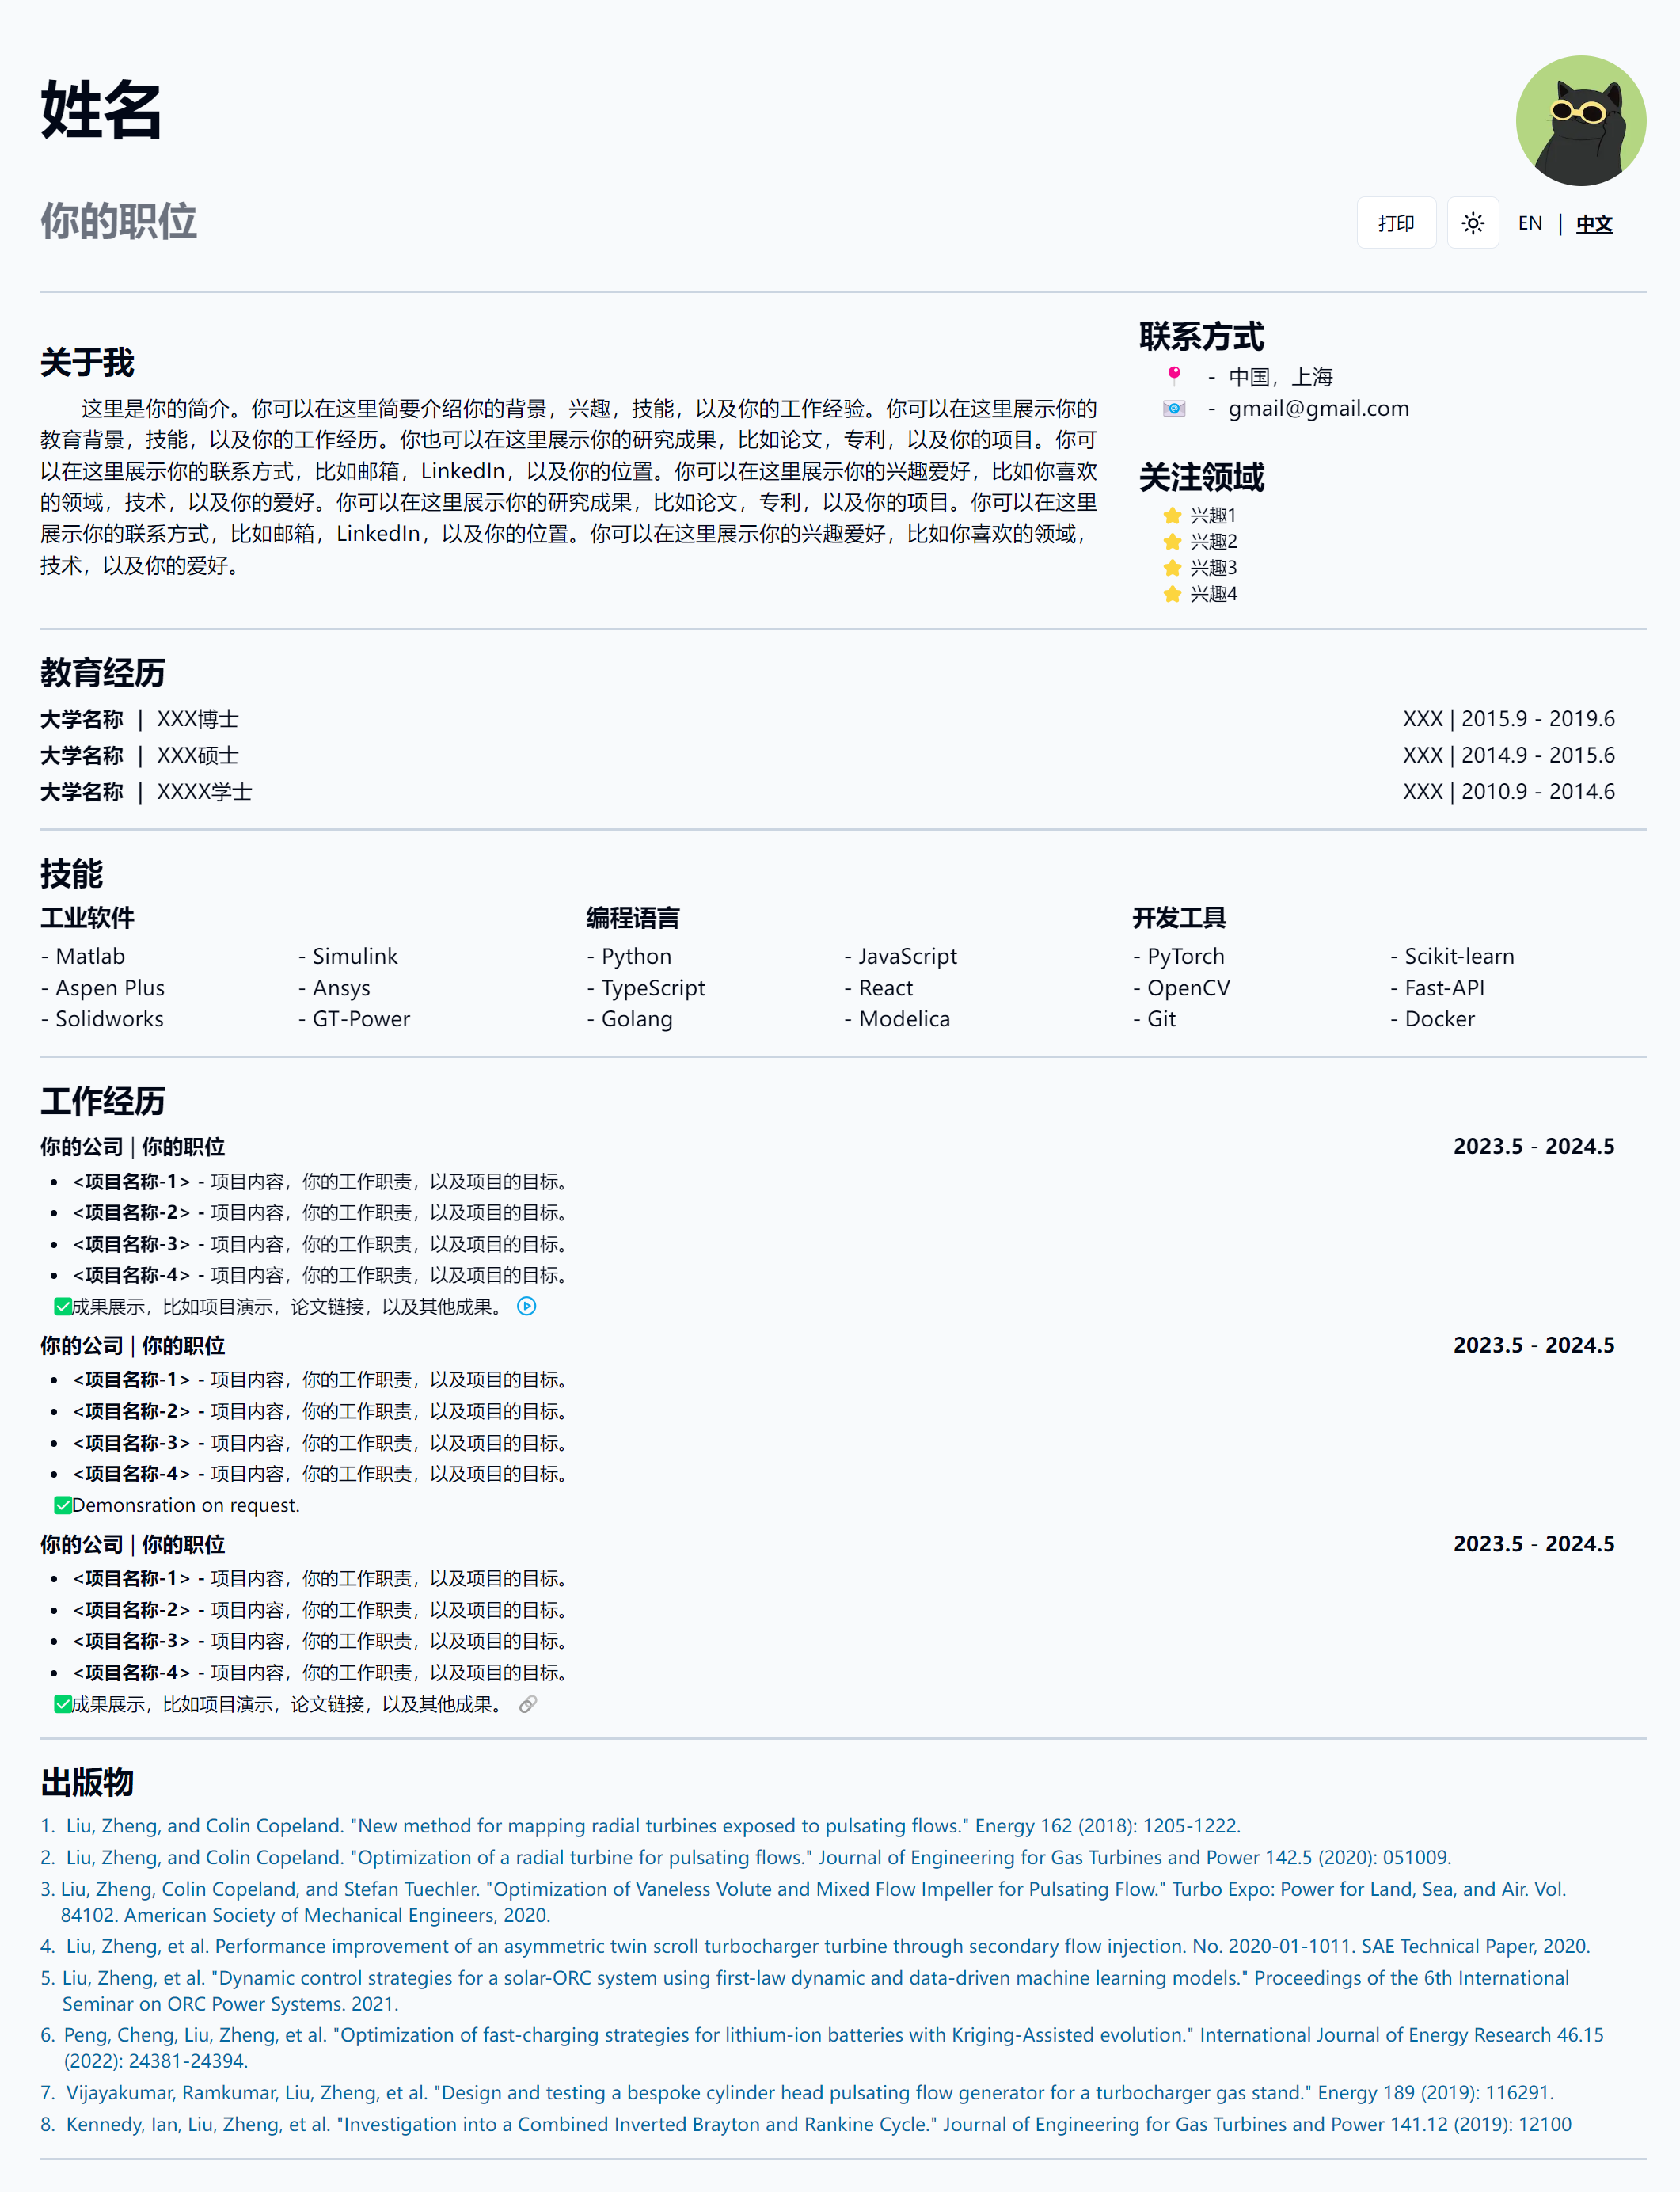 姓名
你的职位
打印
EN | 中文
关于我
这里是你的简介。你可以在这里简要介绍你的背景，兴趣，技能，以及你的工作经验。你可以在这里展示你的
教育背景，技能，以及你的工作经历。你也可以在这里展示你的研究成果，比如论文，专利，以及你的项目。你可
以在这里展示你的联系方式，比如邮箱，LinkedIn，以及你的位置。你可以在这里展示你的兴趣爱好，比如你喜欢
的领域，技术，以及你的爱好。你可以在这里展示你的研究成果，比如论文，专利，以及你的项目。你可以在这里
展示你的联系方式，比如邮箱，LinkedIn，以及你的位置。你可以在这里展示你的兴趣爱好，比如你喜欢的领域，
技术，以及你的爱好。
联系方式
- 中国，上海
- gmail@gmail.com
关注领域
兴趣1
兴趣2
兴趣3
兴趣4
教育经历
大学名称 | XXX博士 XXX | 2015.9 - 2019.6
大学名称 | XXX硕士 XXX | 2014.9 - 2015.6
大学名称 | XXXX学士 XXX | 2010.9 - 2014.6
技能
工业软件
- Matlab - Simulink
- Aspen Plus - Ansys
- Solidworks - GT-Power
编程语言
- Python - JavaScript
- TypeScript - React
- Golang - Modelica
开发工具
- PyTorch - Scikit-learn
- OpenCV - Fast-API
- Git - Docker
工作经历
你的公司 | 你的职位 2023.5 - 2024.5
• <项目名称-1> - 项目内容，你的工作职责，以及项目的目标。
• <项目名称-2> - 项目内容，你的工作职责，以及项目的目标。
• <项目名称-3> - 项目内容，你的工作职责，以及项目的目标。
• <项目名称-4> - 项目内容，你的工作职责，以及项目的目标。
✅成果展示，比如项目演示，论文链接，以及其他成果。
你的公司 | 你的职位 2023.5 - 2024.5
• <项目名称-1> - 项目内容，你的工作职责，以及项目的目标。
• <项目名称-2> - 项目内容，你的工作职责，以及项目的目标。
• <项目名称-3> - 项目内容，你的工作职责，以及项目的目标。
• <项目名称-4> - 项目内容，你的工作职责，以及项目的目标。
✅Demonsration on request.
你的公司 | 你的职位 2023.5 - 2024.5
• <项目名称-1> - 项目内容，你的工作职责，以及项目的目标。
• <项目名称-2> - 项目内容，你的工作职责，以及项目的目标。
• <项目名称-3> - 项目内容，你的工作职责，以及项目的目标。
• <项目名称-4> - 项目内容，你的工作职责，以及项目的目标。
✅成果展示，比如项目演示，论文链接，以及其他成果。
出版物
1. Liu, Zheng, and Colin Copeland. "New method for mapping radial turbines exposed to pulsating flows." Energy 162 (2018): 1205-1222.
2. Liu, Zheng, and Colin Copeland. "Optimization of a radial turbine for pulsating flows." Journal of Engineering for Gas Turbines and Power 142.5 (2020): 051009.
3. Liu, Zheng, Colin Copeland, and Stefan Tuechler. "Optimization of Vaneless Volute and Mixed Flow Impeller for Pulsating Flow." Turbo Expo: Power for Land, Sea, and Air. Vol.
84102. American Society of Mechanical Engineers, 2020.
4. Liu, Zheng, et al. Performance improvement of an asymmetric twin scroll turbocharger turbine through secondary flow injection. No. 2020-01-1011. SAE Technical Paper, 2020.
5. Liu, Zheng, et al. "Dynamic control strategies for a solar-ORC system using first-law dynamic and data-driven machine learning models." Proceedings of the 6th International
Seminar on ORC Power Systems. 2021.
6. Peng, Cheng, Liu, Zheng, et al. "Optimization of fast-charging strategies for lithium-ion batteries with Kriging-Assisted evolution." International Journal of Energy Research 46.15
(2022): 24381-24394.
7. Vijayakumar, Ramkumar, Liu, Zheng, et al. "Design and testing a bespoke cylinder head pulsating flow generator for a turbocharger gas stand." Energy 189 (2019): 116291.
8. Kennedy, Ian, Liu, Zheng, et al. "Investigation into a Combined Inverted Brayton and Rankine Cycle." Journal of Engineering for Gas Turbines and Power 141.12 (2019): 12100